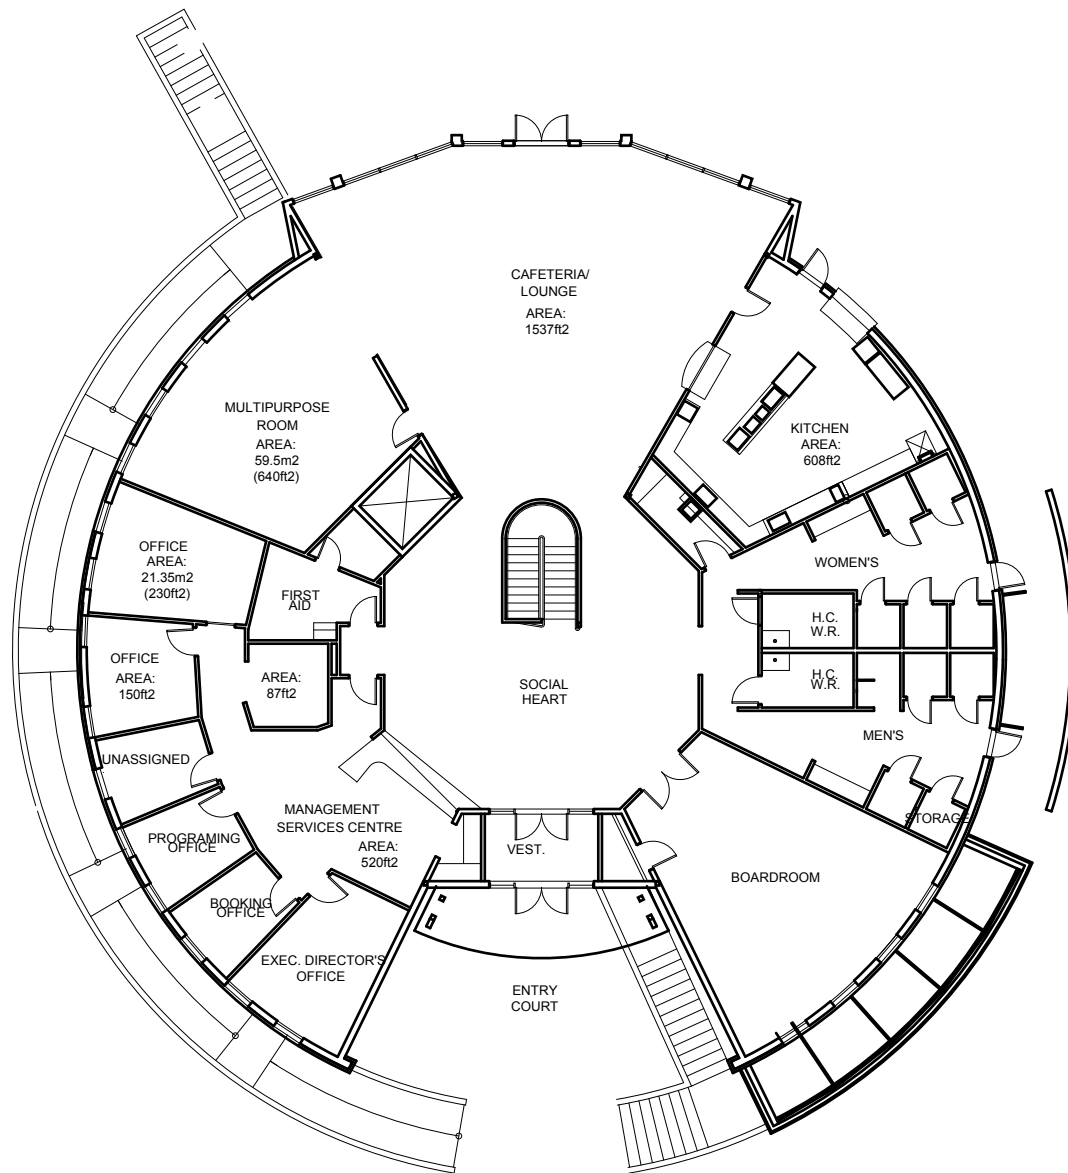 CAFETERIA/
LOUNGE
AREA:
1537ft2
MULTIPURPOSE
ROOM
AREA:
59.5m2
(640ft2)
KITCHEN
AREA:
608ft2
OFFICE
AREA:
21.35m2
(230ft2)
FIRST
AID
WOMEN'S
H.C.
W.R.
H.C.
W.R.
OFFICE
AREA:
150ft2
AREA:
87ft2
SOCIAL
HEART
MEN'S
UNASSIGNED
MANAGEMENT
SERVICES CENTRE
AREA:
520ft2
PROGRAMING
OFFICE
VEST.
STORAGE
BOARDROOM
BOOKING
OFFICE
EXEC. DIRECTOR'S
OFFICE
ENTRY
COURT